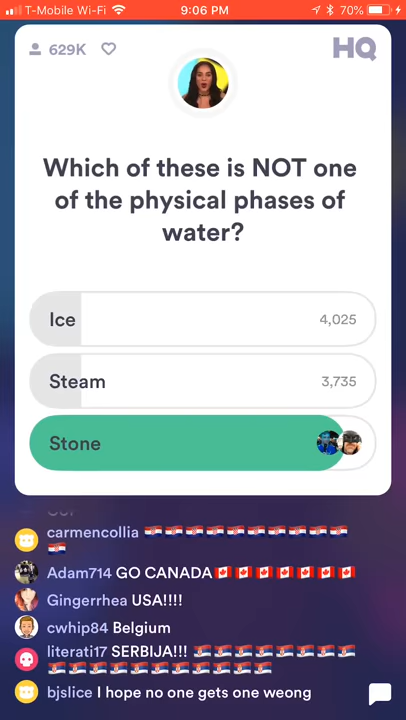 T-Mobile Wi-Fi 9:06 PM 70%
629K HQ
Which of these is NOT one
of the physical phases of
water?
Ice 4,025
Steam 3,735
Stone
carmencollia 🇭🇷🇭🇷🇭🇷🇭🇷🇭🇷🇭🇷🇭🇷🇭🇷🇭🇷🇭🇷
🇭🇷
Adam714 GO CANADA🇨🇦🇨🇦🇨🇦🇨🇦🇨🇦🇨🇦🇨🇦
Gingerrhea USA!!!!
cwhip84 Belgium
literati17 SERBIJA!!! 🇷🇸🇷🇸🇷🇸🇷🇸🇷🇸🇷🇸🇷🇸🇷🇸
🇷🇸🇷🇸🇷🇸🇷🇸🇷🇸🇷🇸🇷🇸🇷🇸🇷🇸🇷🇸🇷🇸
bjslice I hope no one gets one weong